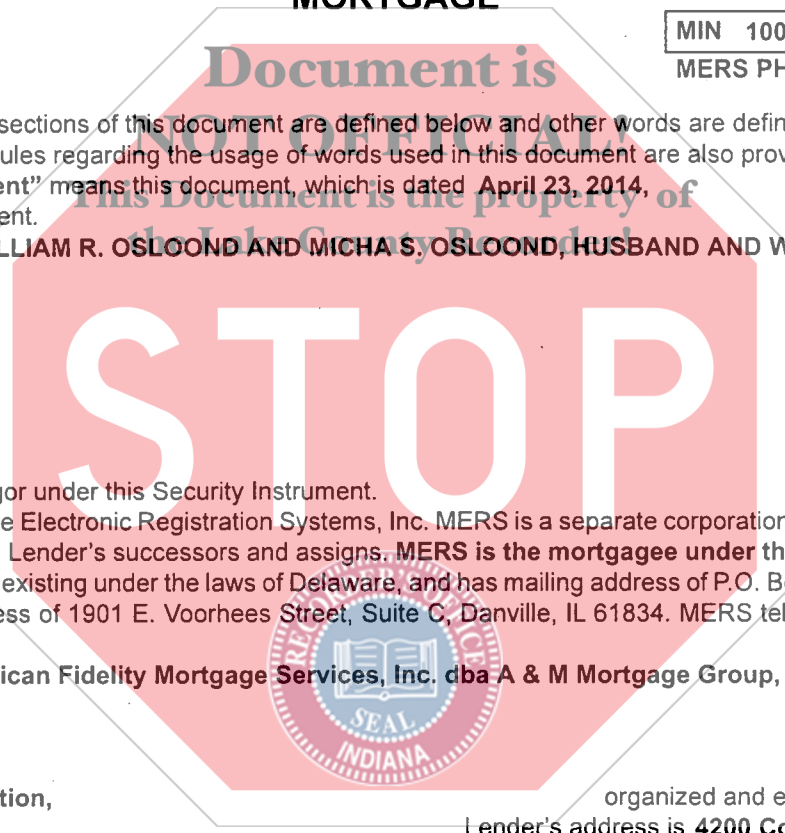 MORTGAGE
MIN 100
MERS PH
Document is
NOT OFFICIAL!
This Document is the property of
the Lake County Recorder!
sections of this document are defined below and other words are defin
ules regarding the usage of words used in this document are also prov
ent" means this document, which is dated April 23, 2014,
ent.
LLIAM R. OSLOOND AND MICHA S. OSLOOND, HUSBAND AND W
STOP
gor under this Security Instrument.
e Electronic Registration Systems, Inc. MERS is a separate corporation
Lender's successors and assigns. MERS is the mortgagee under th
existing under the laws of Delaware, and has mailing address of P.O. B
ess of 1901 E. Voorhees Street, Suite C, Danville, IL 61834. MERS tel
ican Fidelity Mortgage Services, Inc. dba A & M Mortgage Group,
RECORDER'S OFFICE
SEAL
INDIANA
tion,
organized and e
Lender's address is 4200 Co